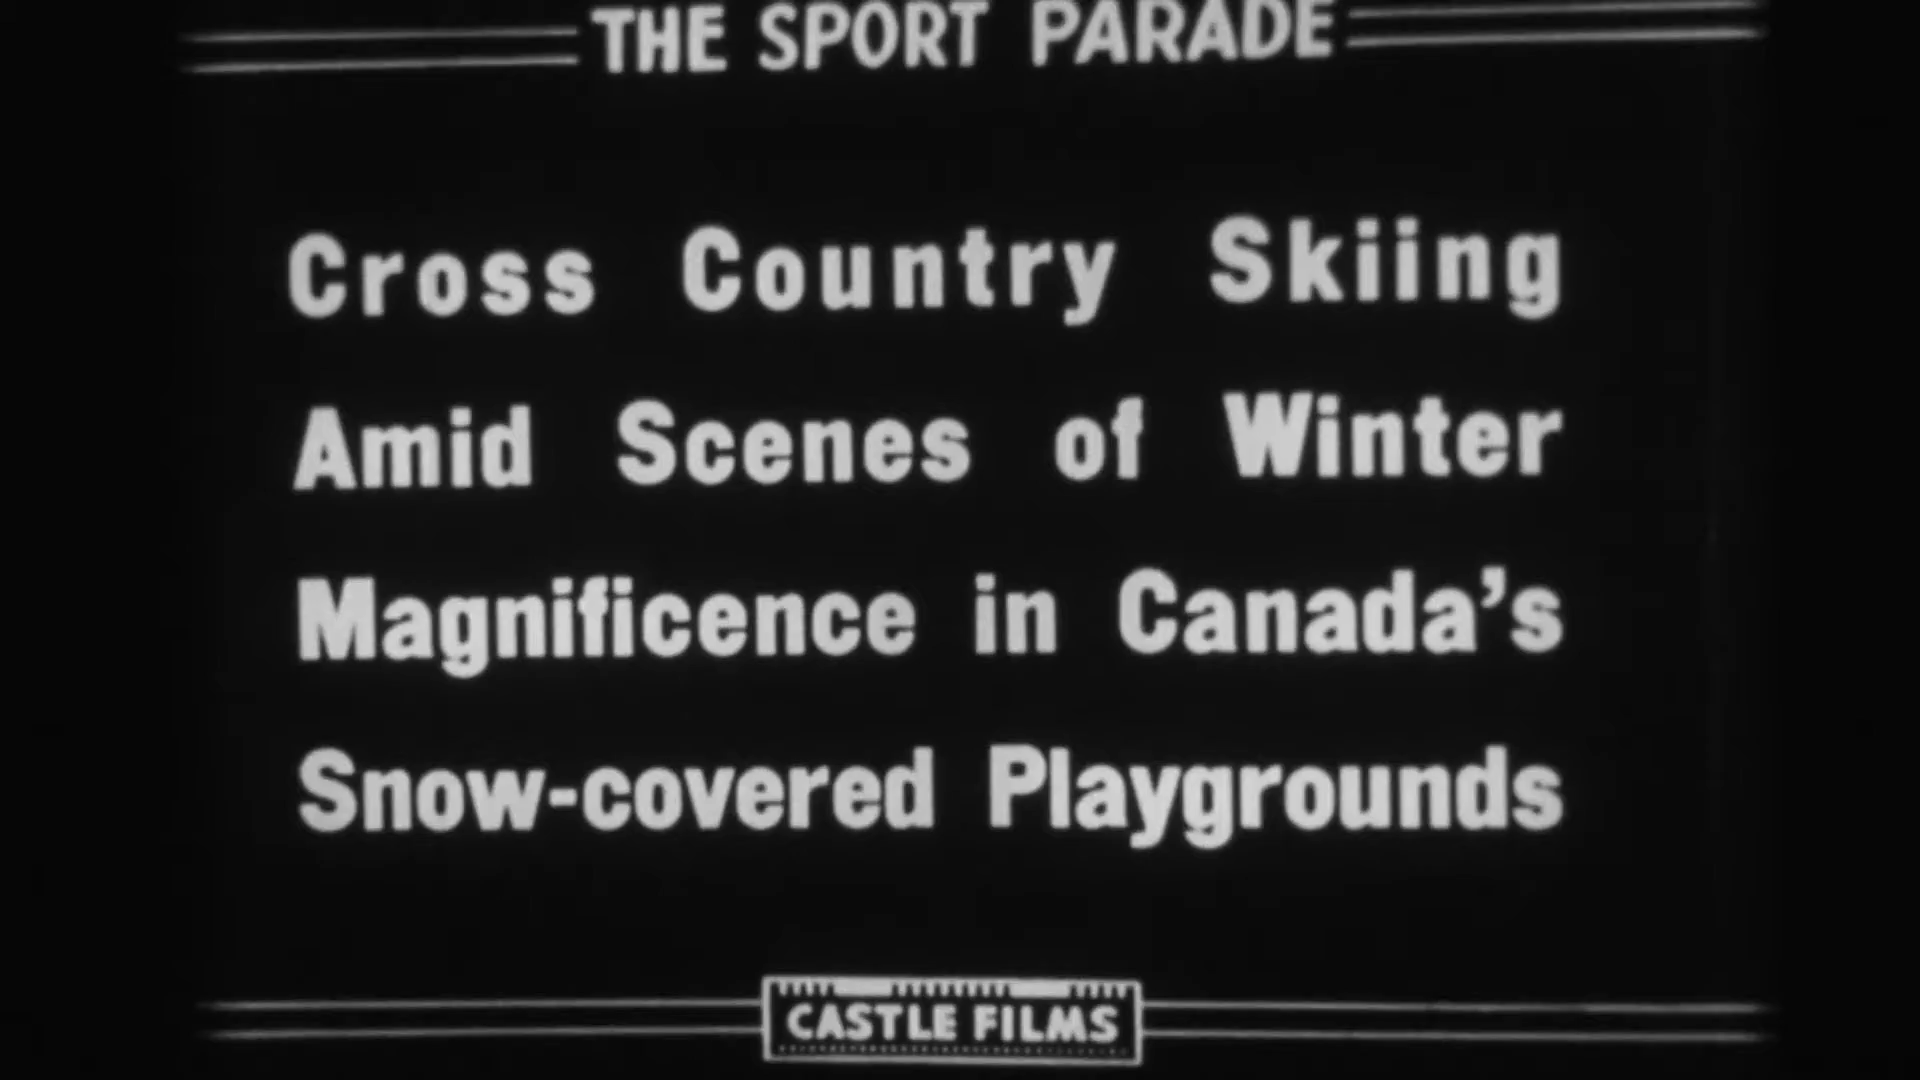 THE SPORT PARADE
Cross Country Skiing
Amid Scenes of Winter
Magnificence in Canada's
Snow-covered Playgrounds
CASTLE FILMS